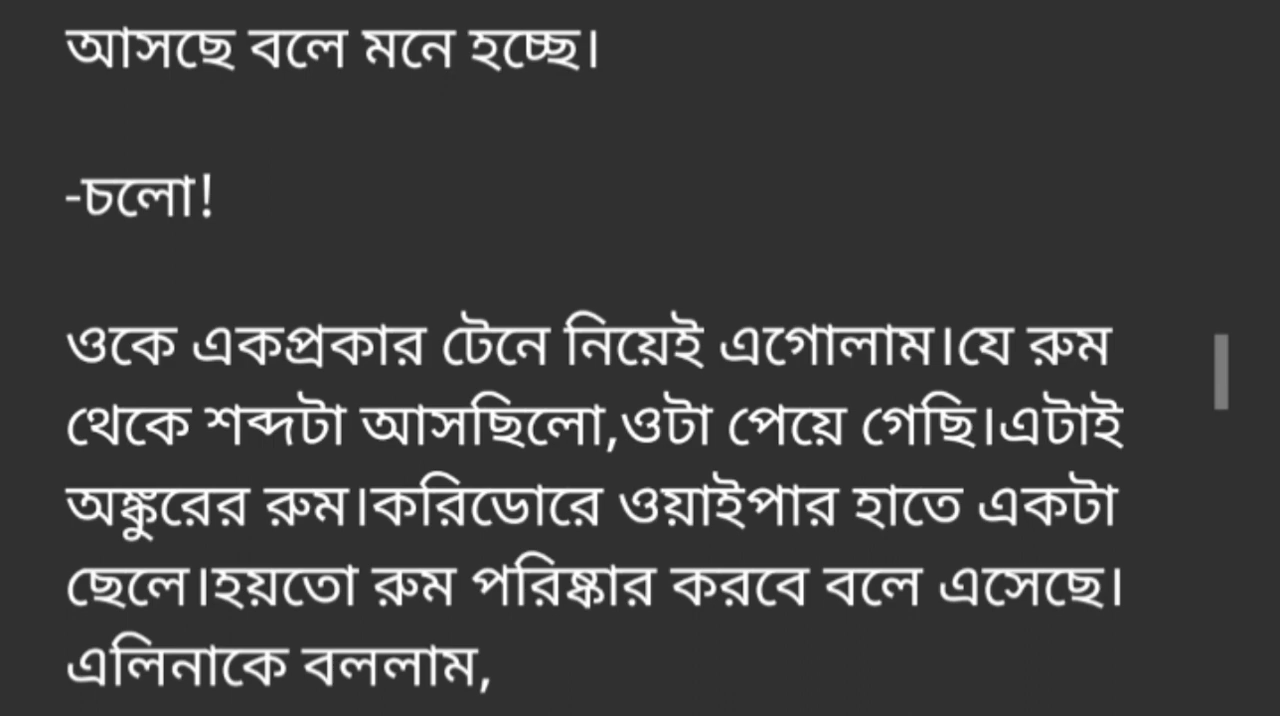 আসছে বলে মনে হচ্ছে।
-চলো!
ওকে একপ্রকার টেনে নিয়েই এগোলাম।যে রুম
থেকে শব্দটা আসছিলো,ওটা পেয়ে গেছি।এটাই
অঙ্কুরের রুম।করিডোরে ওয়াইপার হাতে একটা
ছেলে।হয়তো রুম পরিষ্কার করবে বলে এসেছে।
এলিনাকে বললাম,